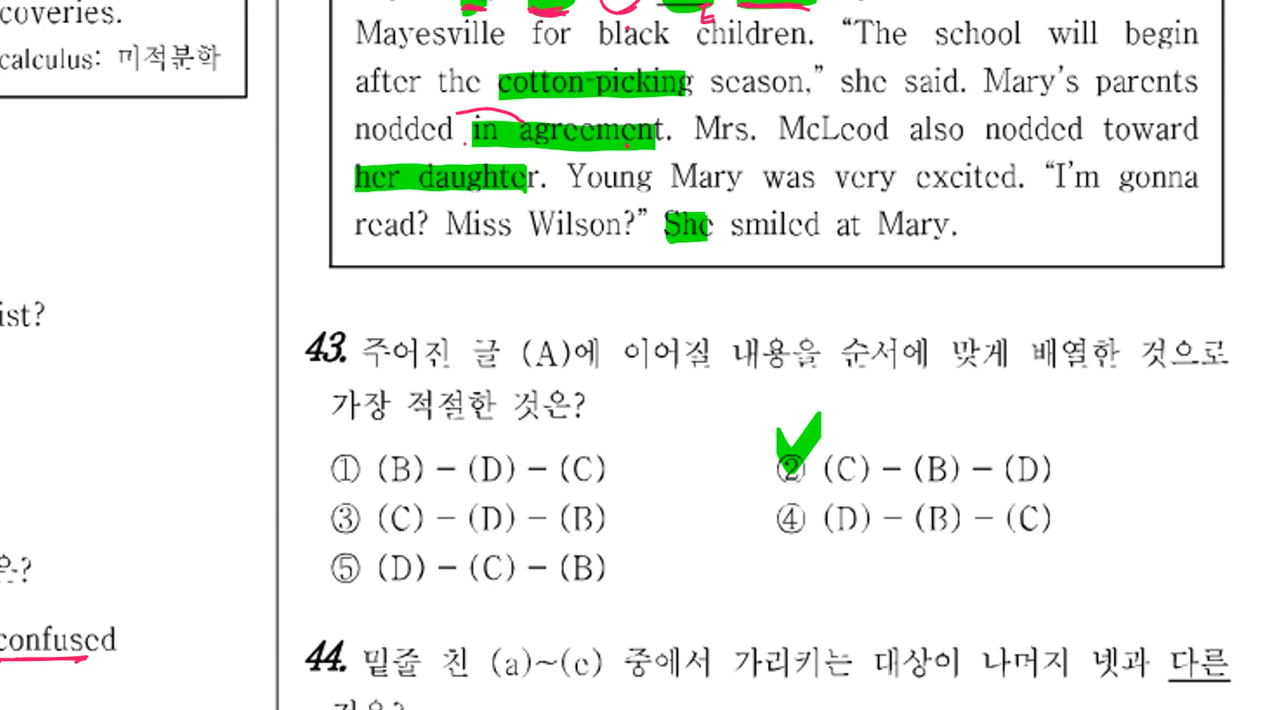 coveries.
calculus: 미적분학
ist?
은?
confused
Mayesville for black children. “The school will begin
after the cotton-picking season,” she said. Mary’s parents
nodded in agreement. Mrs. McLeod also nodded toward
her daughter. Young Mary was very excited. “I’m gonna
read? Miss Wilson?” She smiled at Mary.
43. 주어진 글 (A)에 이어질 내용을 순서에 맞게 배열한 것으로
가장 적절한 것은?
① (B) － (D) － (C) ② (C) － (B) － (D)
③ (C) － (D) － (B) ④ (D) － (B) － (C)
⑤ (D) － (C) － (B)
44. 밑줄 친 (a)~(e) 중에서 가리키는 대상이 나머지 넷과 다른